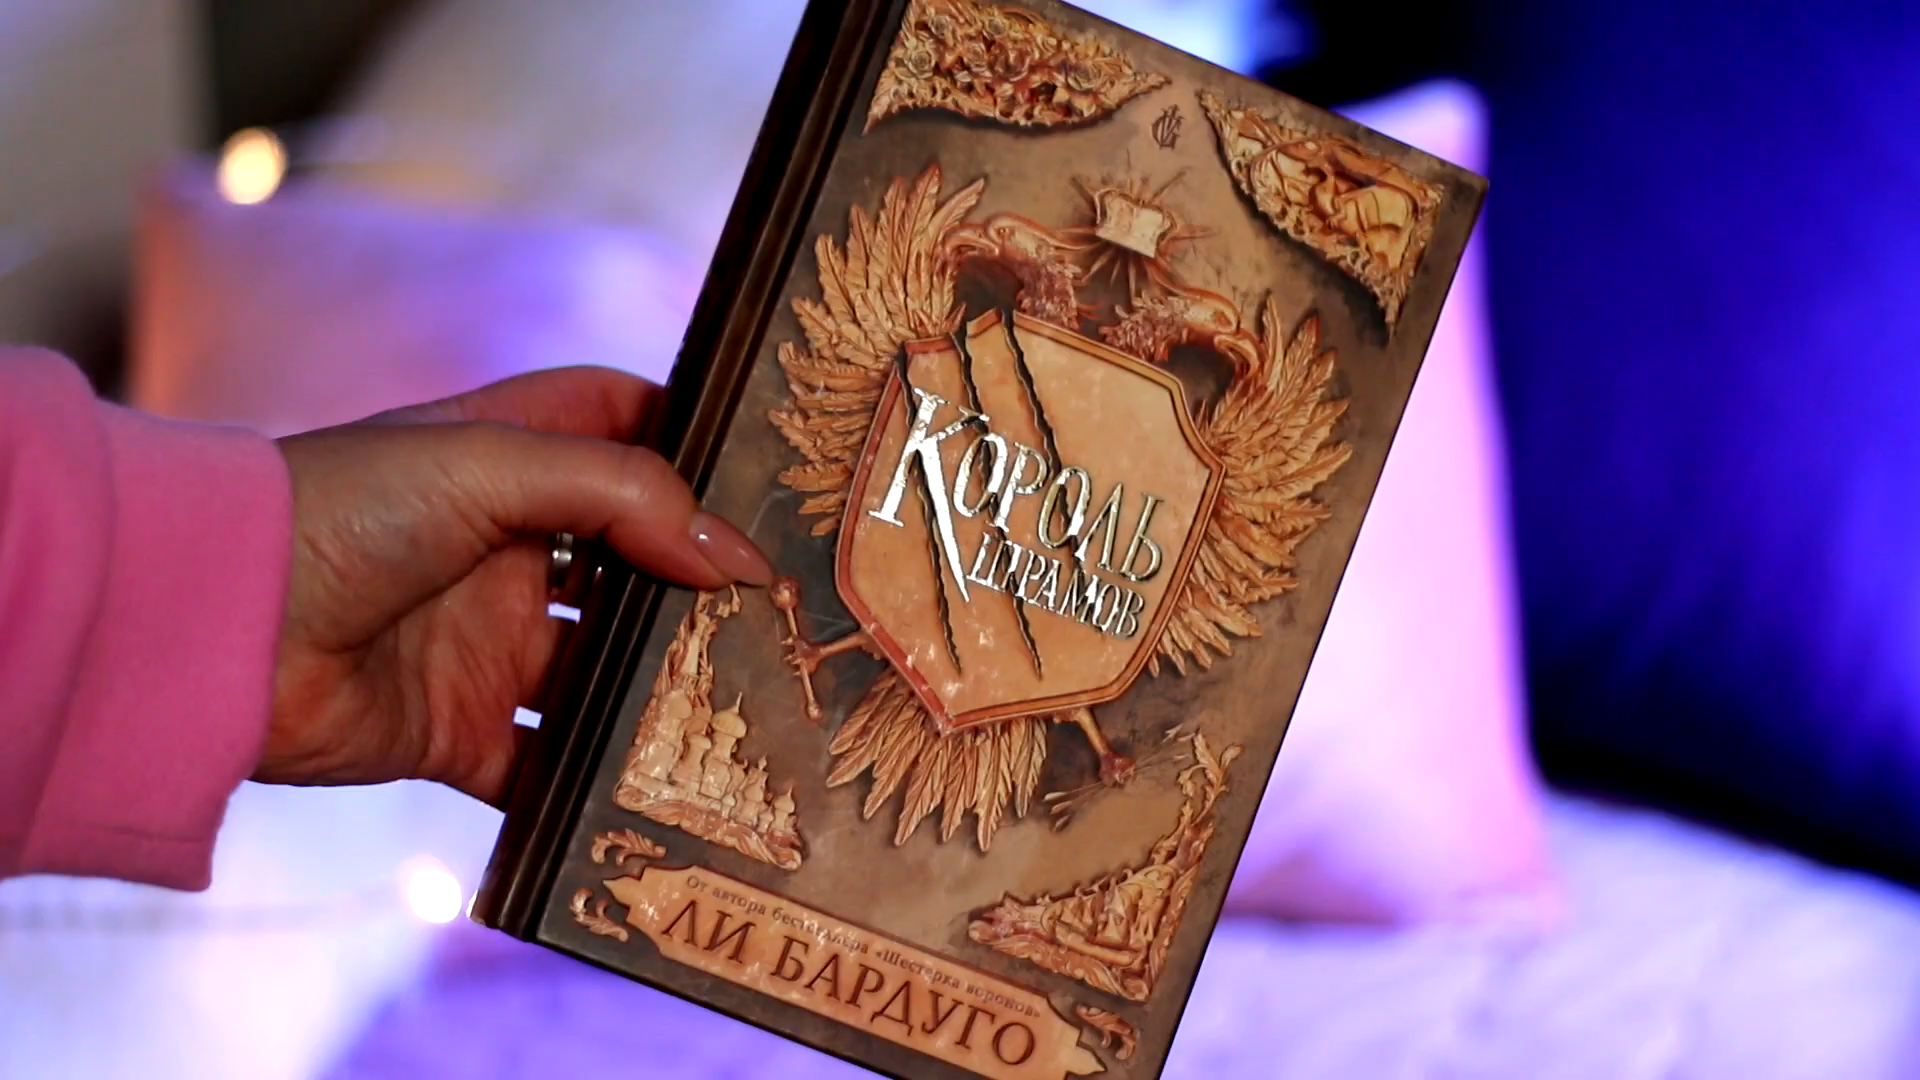 Король
шрамов
От автора бестселлера «Шестерка воронов»
ЛИ БАРДУГО